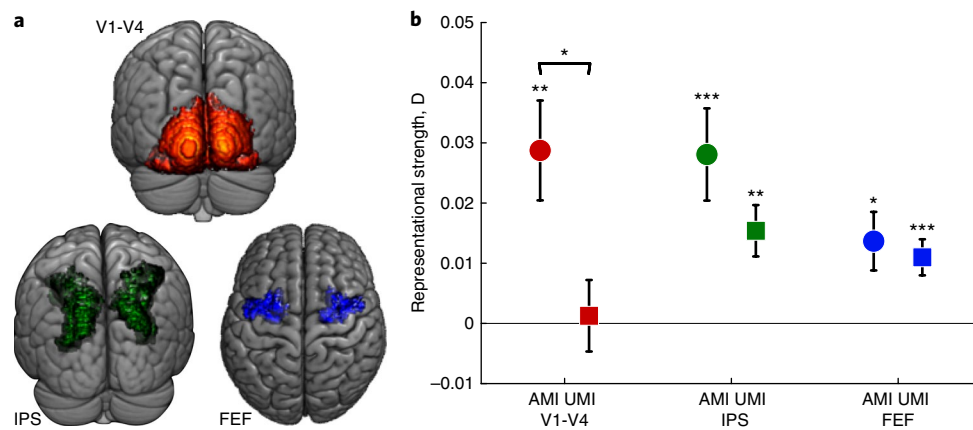 a
V1-V4
IPS
FEF
b
Representational strength, D
0.05
0.04
0.03
0.02
0.01
0
–0.01
*
**
***
**
*
***
AMI UMI
V1-V4
AMI UMI
IPS
AMI UMI
FEF